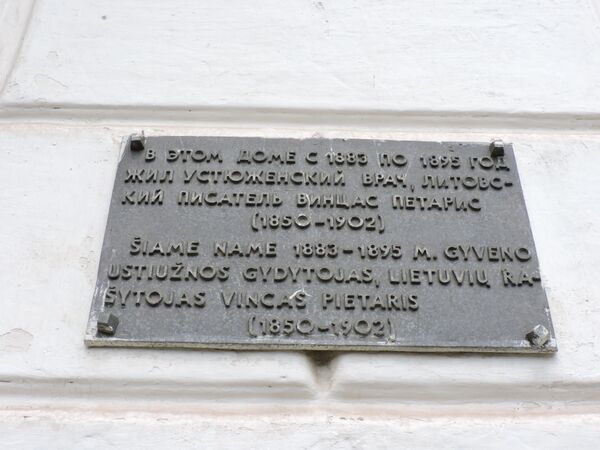 В ЭТОМ ДОМЕ С 1883 ПО 1895 ГОД
ЖИЛ УСТЮЖЕНСКИЙ ВРАЧ, ЛИТОВС-
КИЙ ПИСАТЕЛЬ ВИНЦАС ПЕТАРИС
(1850-1902)
ŠIAME NAME 1883-1895 M. GYVENO
USTIUŽNOS GYDYTOJAS, LIETUVIŲ RA-
ŠYTOJAS VINCAS PIETARIS
(1850-1902)